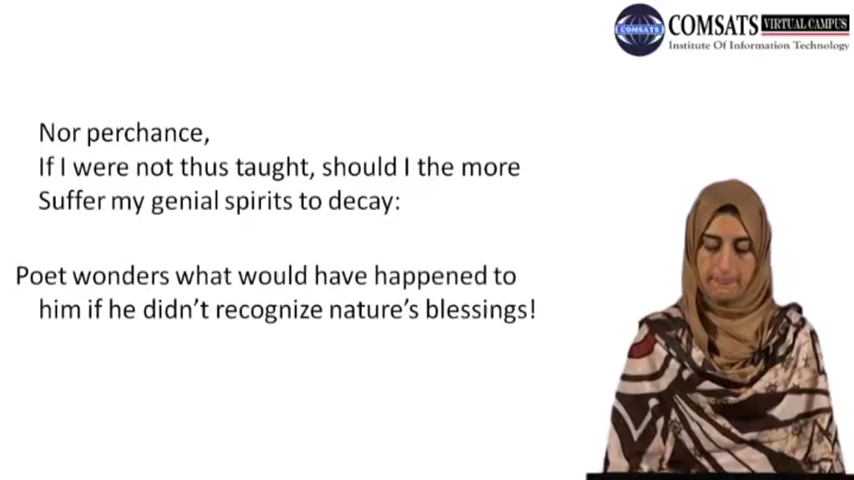 COMSATS VIRTUAL CAMPUS
COMSATS
Institute Of Information Technology
Nor perchance,
If I were not thus taught, should I the more
Suffer my genial spirits to decay:
Poet wonders what would have happened to
him if he didn't recognize nature's blessings!